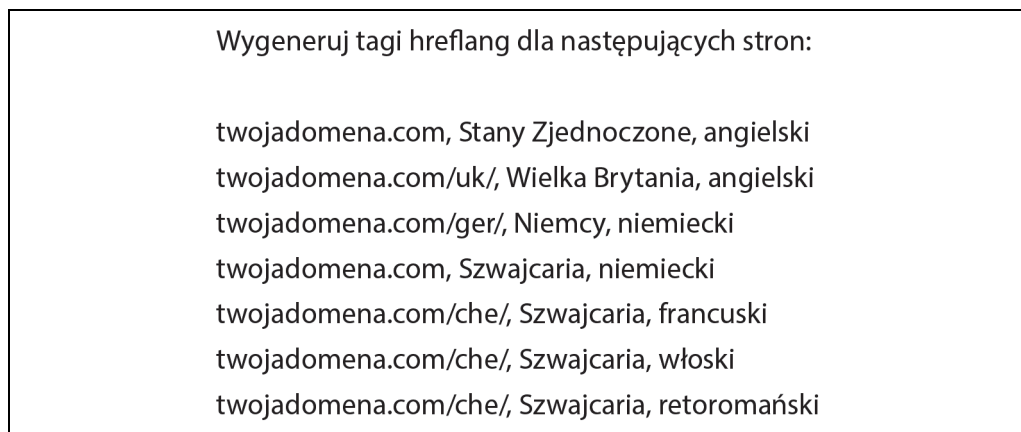 Wygeneruj tagi hreflang dla następujących stron:
twojadomena.com, Stany Zjednoczone, angielski
twojadomena.com/uk/, Wielka Brytania, angielski
twojadomena.com/ger/, Niemcy, niemiecki
twojadomena.com, Szwajcaria, niemiecki
twojadomena.com/che/, Szwajcaria, francuski
twojadomena.com/che/, Szwajcaria, włoski
twojadomena.com/che/, Szwajcaria, retoromański